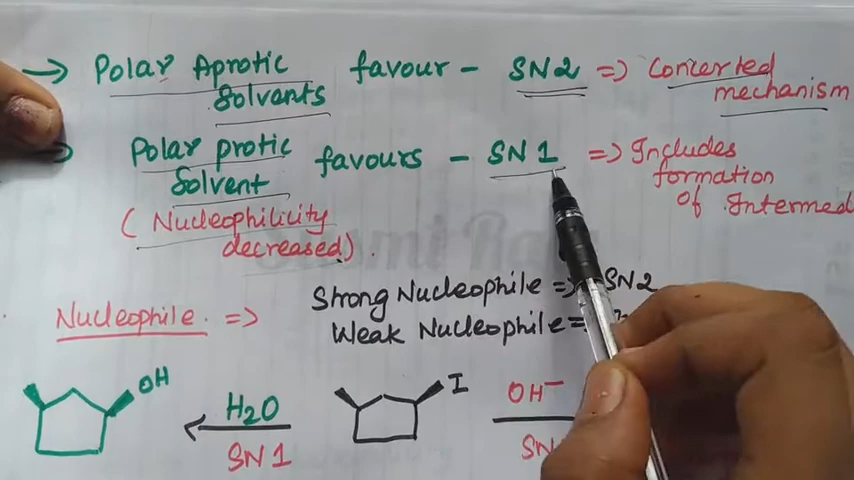 → Polar Aprotic Solvents favour - SN2 => Concerted mechanism
→ Polar protic Solvent favours - SN1 => Includes formation of Intermed
(Nucleophilicity decreased).
Nucleophile => Strong Nucleophile => SN2
Weak Nucleophile =
OH H2O SN1 I OH⁻ SN